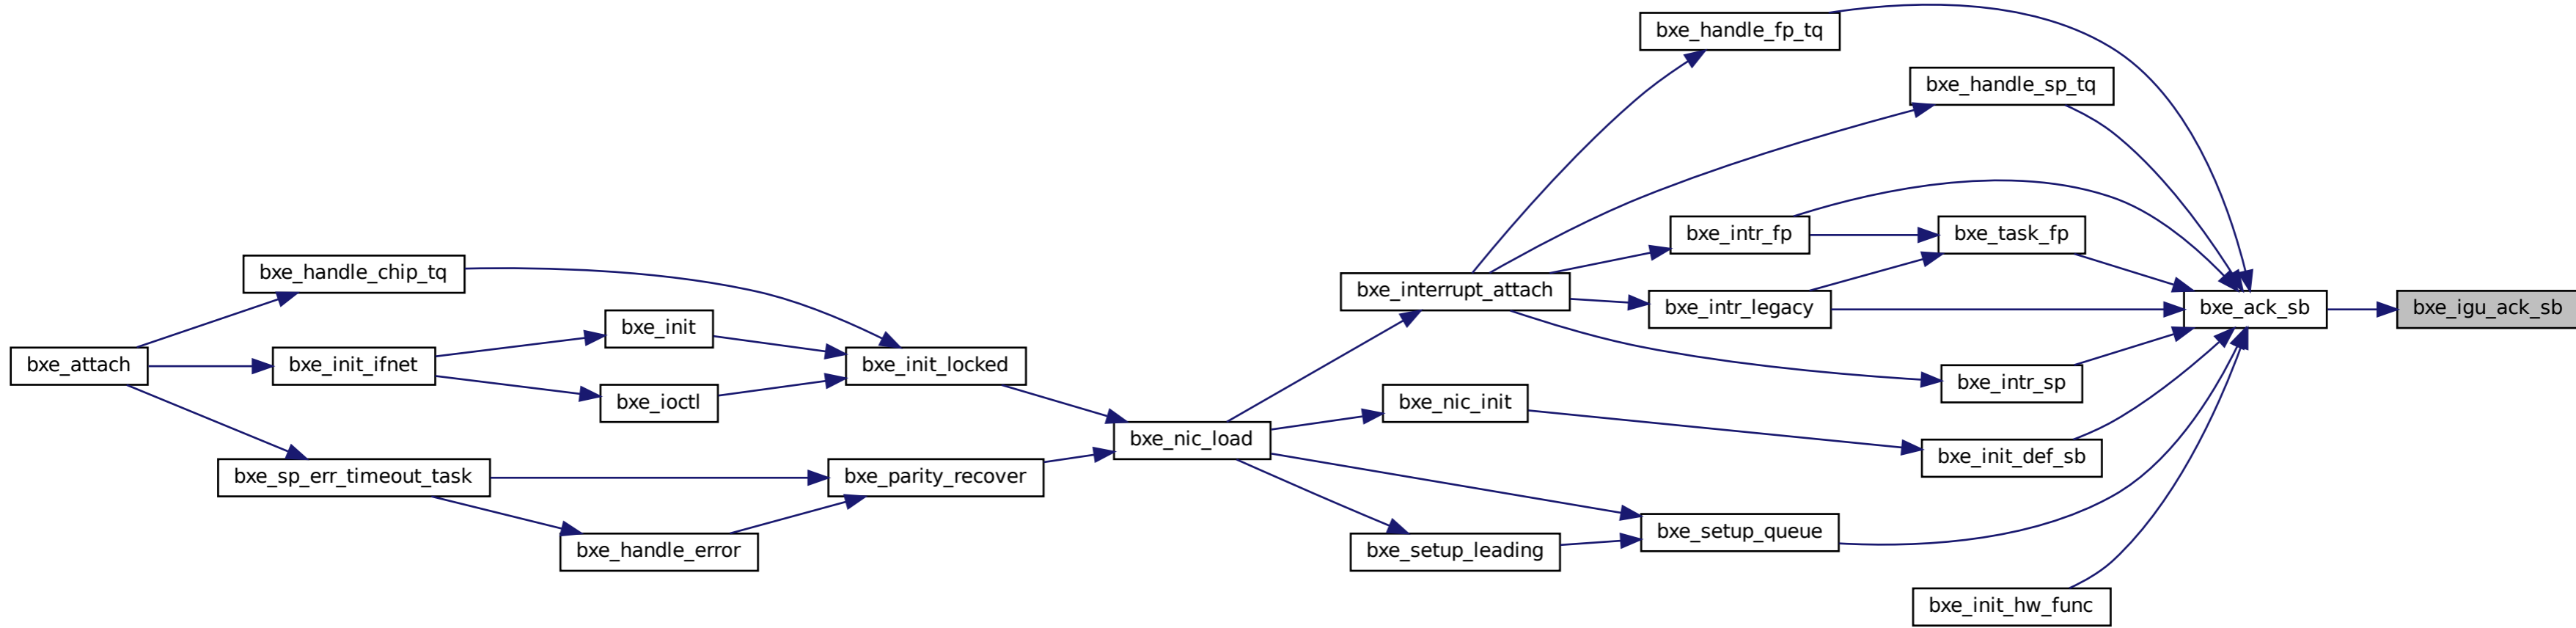 bxe_handle_fp_tq
bxe_handle_sp_tq
bxe_intr_fp
bxe_task_fp
bxe_handle_chip_tq
bxe_interrupt_attach
bxe_intr_legacy
bxe_ack_sb
bxe_igu_ack_sb
bxe_init
bxe_attach
bxe_init_ifnet
bxe_init_locked
bxe_intr_sp
bxe_ioctl
bxe_nic_init
bxe_nic_load
bxe_init_def_sb
bxe_sp_err_timeout_task
bxe_parity_recover
bxe_setup_queue
bxe_handle_error
bxe_setup_leading
bxe_init_hw_func